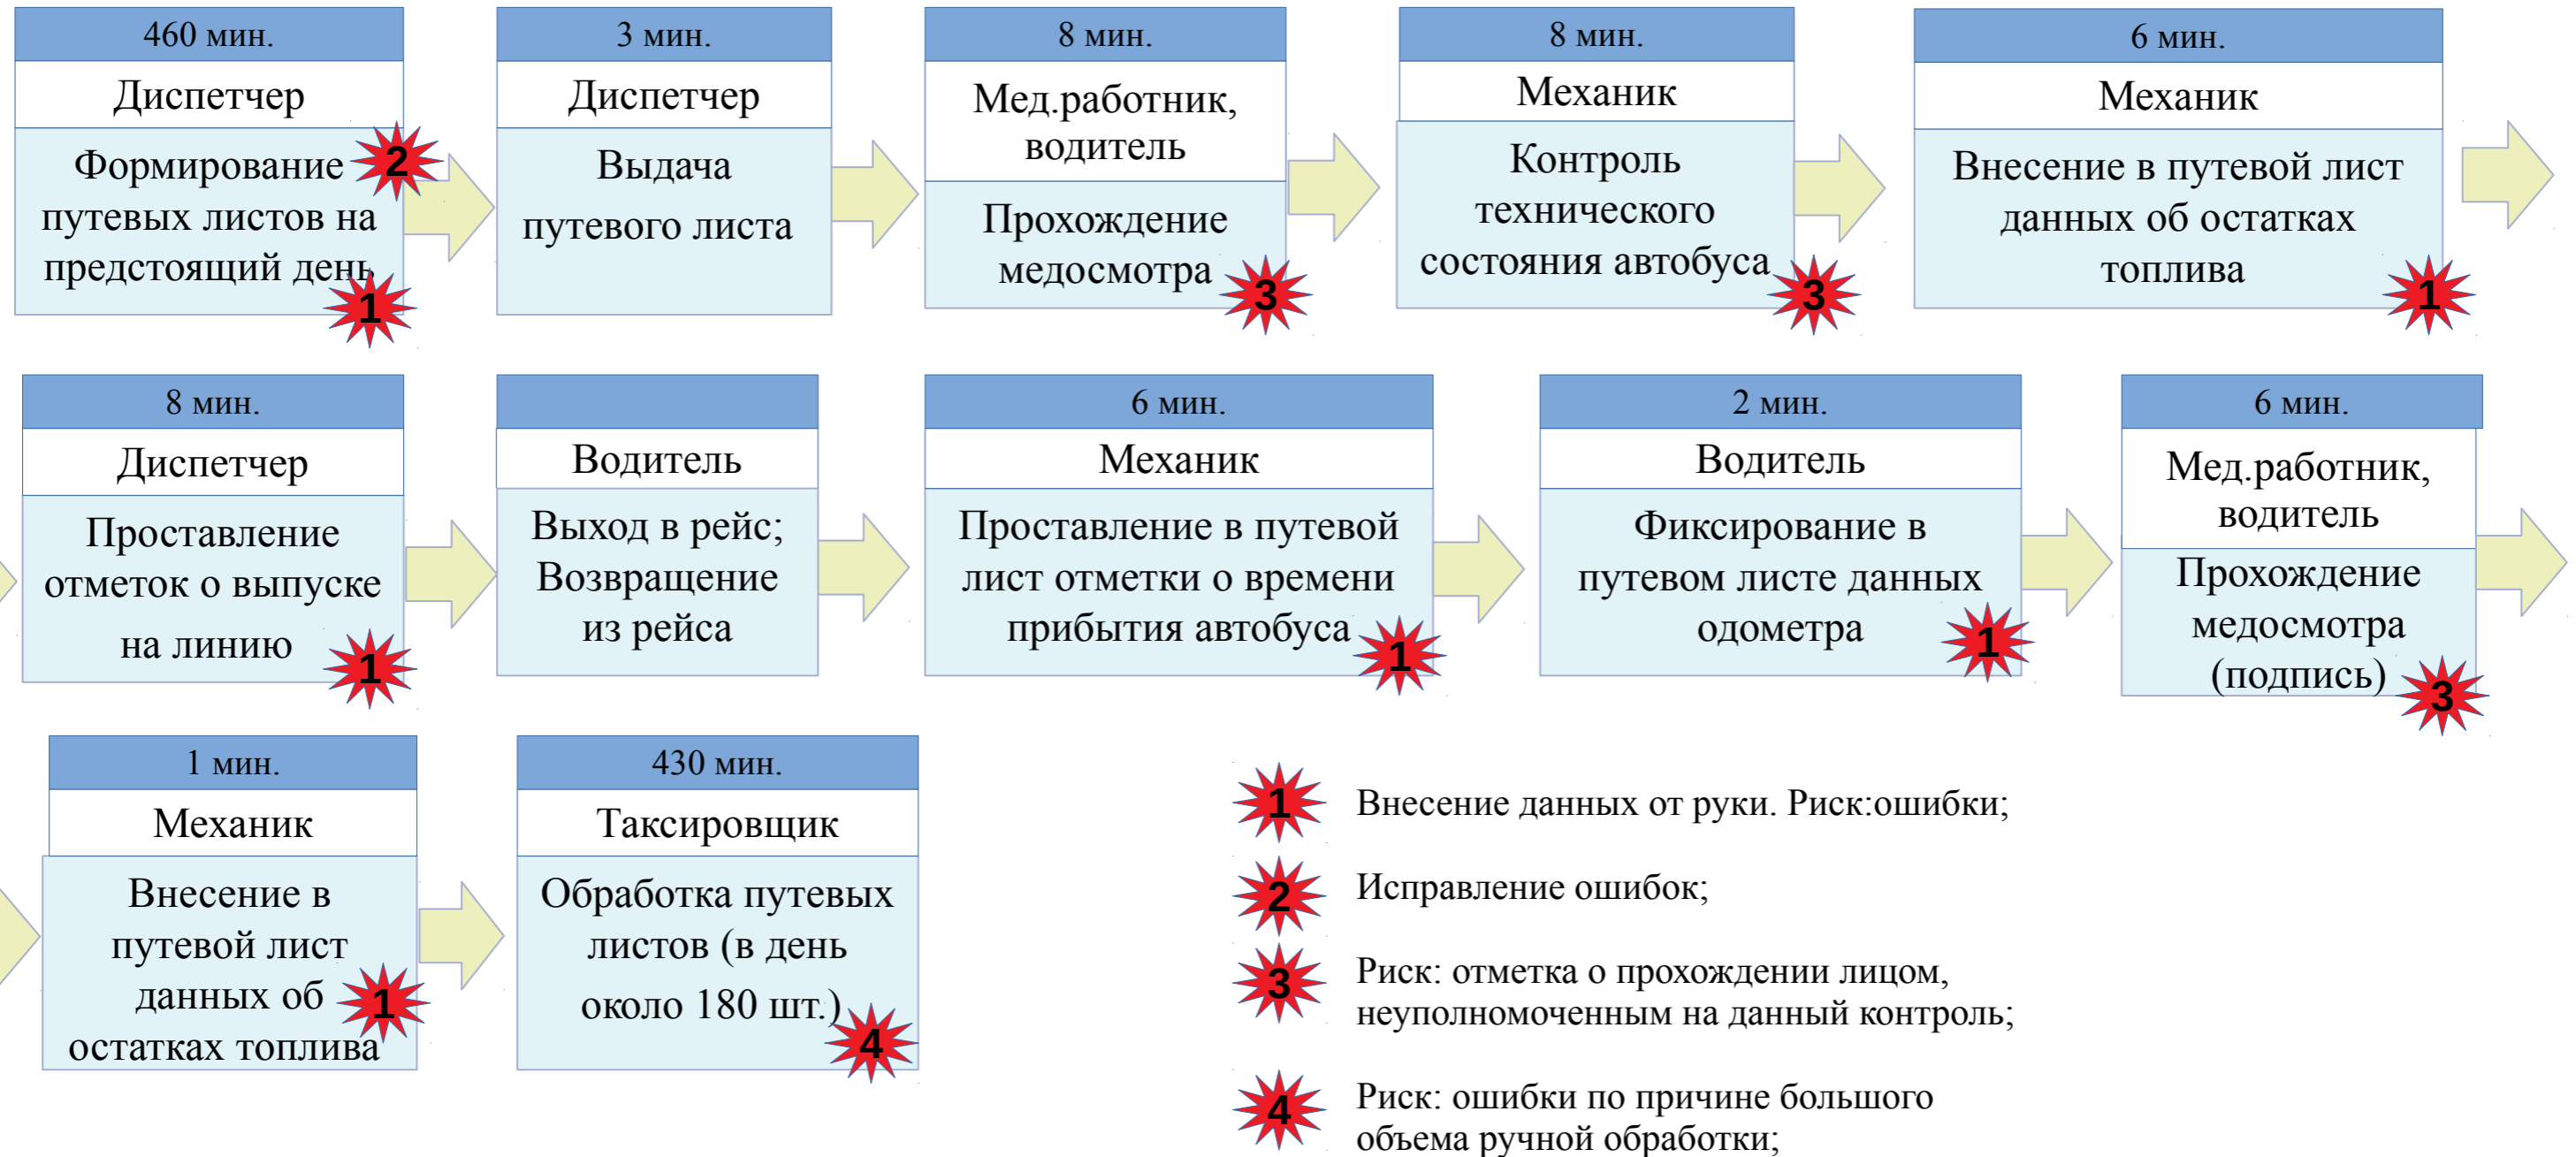 460 мин.
Диспетчер
Формирование
путевых листов на
предстоящий день
2
1
3 мин.
Диспетчер
Выдача
путевого листа
8 мин.
Мед.работник,
водитель
Прохождение
медосмотра
3
8 мин.
Механик
Контроль
технического
состояния автобуса
3
6 мин.
Механик
Внесение в путевой лист
данных об остатках
топлива
1
8 мин.
Диспетчер
Проставление
отметок о выпуске
на линию
1
Водитель
Выход в рейс;
Возвращение
из рейса
6 мин.
Механик
Проставление в путевой
лист отметки о времени
прибытия автобуса
1
2 мин.
Водитель
Фиксирование в
путевом листе данных
одометра
1
6 мин.
Мед.работник,
водитель
Прохождение
медосмотра
(подпись)
3
1 мин.
Механик
Внесение в
путевой лист
данных об
остатках топлива
1
430 мин.
Таксировщик
Обработка путевых
листов (в день
около 180 шт.)
4
1 Внесение данных от руки. Риск:ошибки;
2 Исправление ошибок;
3 Риск: отметка о прохождении лицом,
неуполномоченным на данный контроль;
4 Риск: ошибки по причине большого
объема ручной обработки;